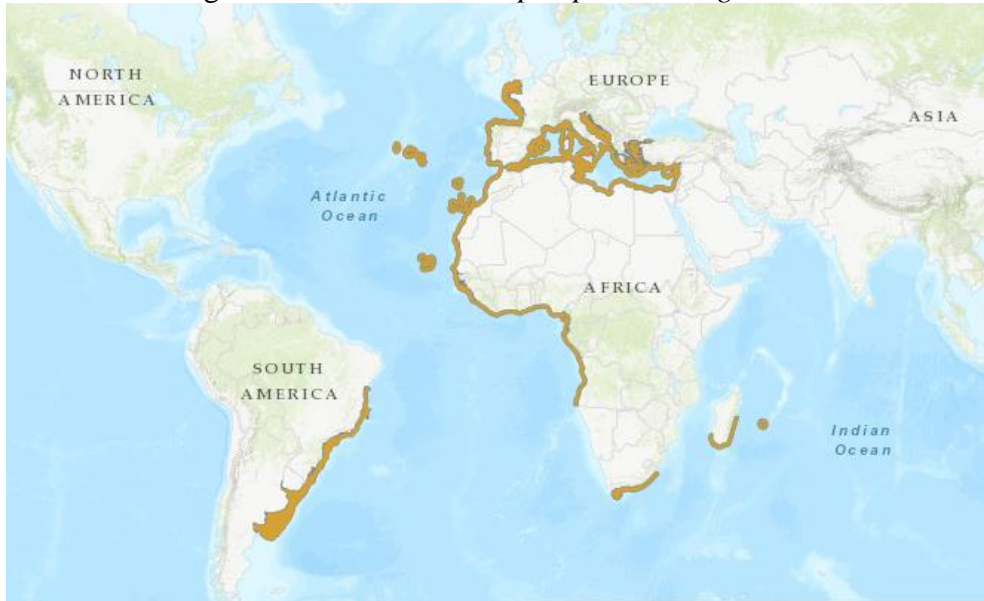 NORTH
AMERICA
EUROPE
ASIA
Atlantic
Ocean
AFRICA
SOUTH
AMERICA
Indian
Ocean